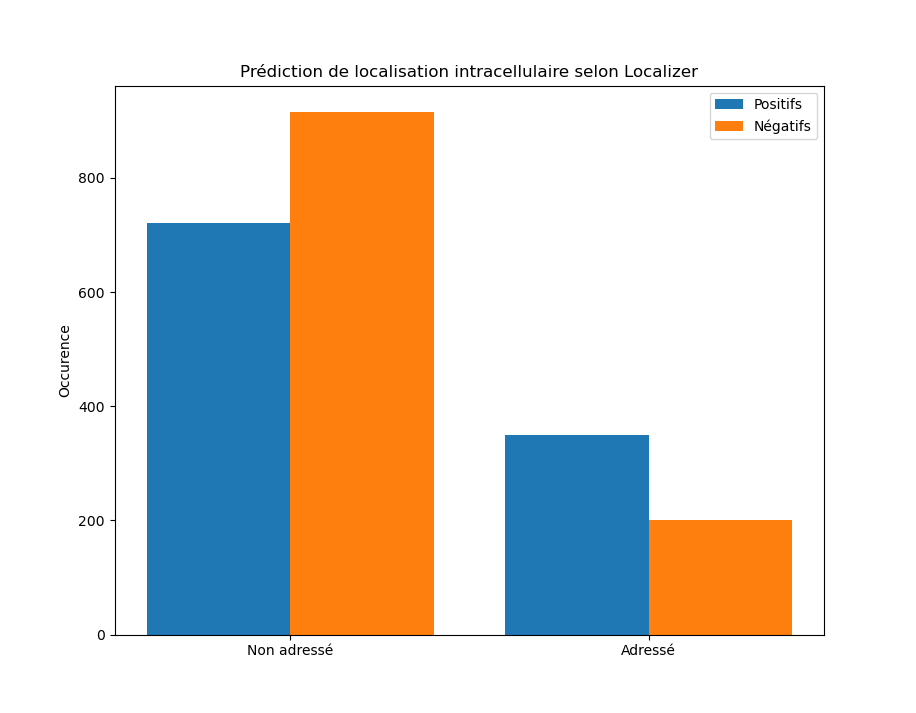 Prédiction de localisation intracellulaire selon Localizer
Positifs
Négatifs
800
600
400
200
0
Occurence
Non adressé
Adressé